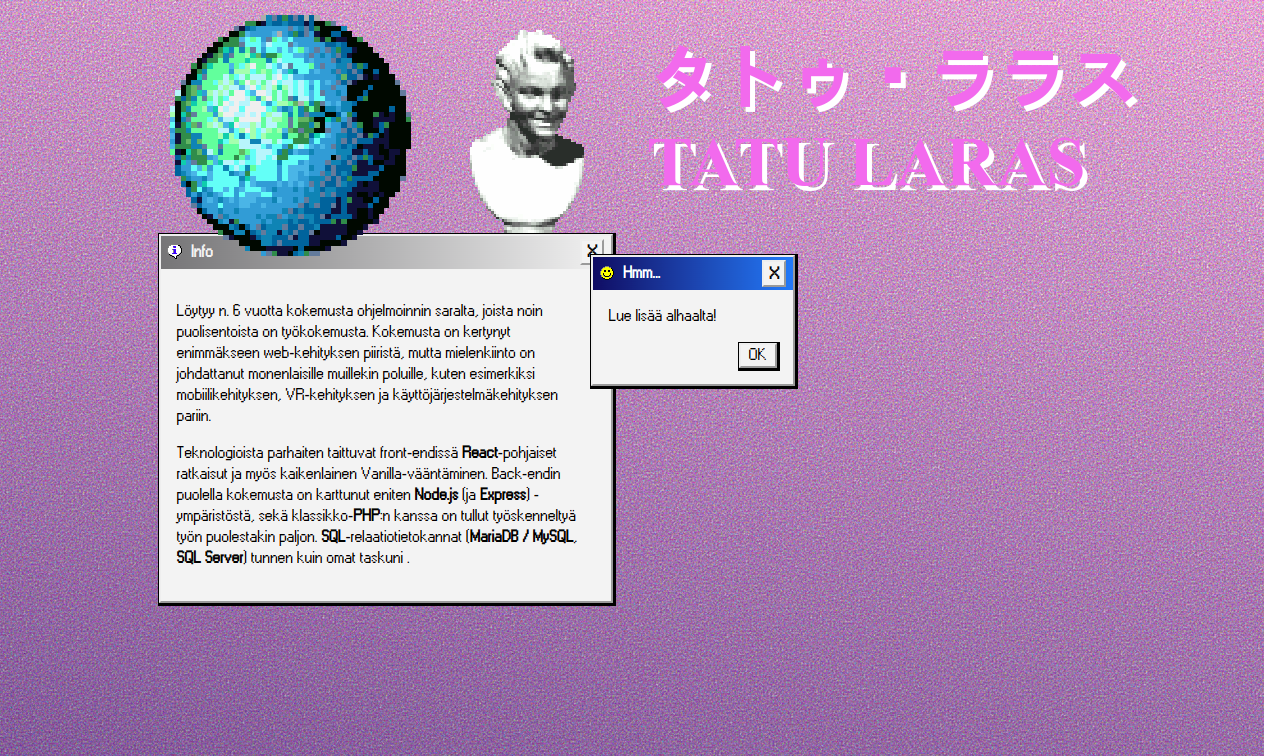 タトゥ・ララス
TATU LARAS
Info
X
Löytyy n. 6 vuotta kokemusta ohjelmoinnin saralta, joista noin
puolisentoista on työkokemusta. Kokemusta on kertynyt
enimmäkseen web-kehityksen piiristä, mutta mielenkiinto on
johdattanut monenlaisille muillekin poluille, kuten esimerkiksi
mobiilikehityksen, VR-kehityksen ja käyttöjärjestelmäkehityksen
pariin.
Teknologioista parhaiten taittuvat front-endissä React-pohjaiset
ratkaisut ja myös kaikenlainen Vanilla-vääntäminen. Back-endin
puolella kokemusta on karttunut eniten Node.js (ja Express) -
ympäristöstä, sekä klassikko-PHP:n kanssa on tullut työskenneltyä
työn puolestakin paljon. SQL-relaatiotietokannat (MariaDB / MySQL,
SQL Server) tunnen kuin omat taskuni .
Hmm...
X
Lue lisää alhaalta!
OK